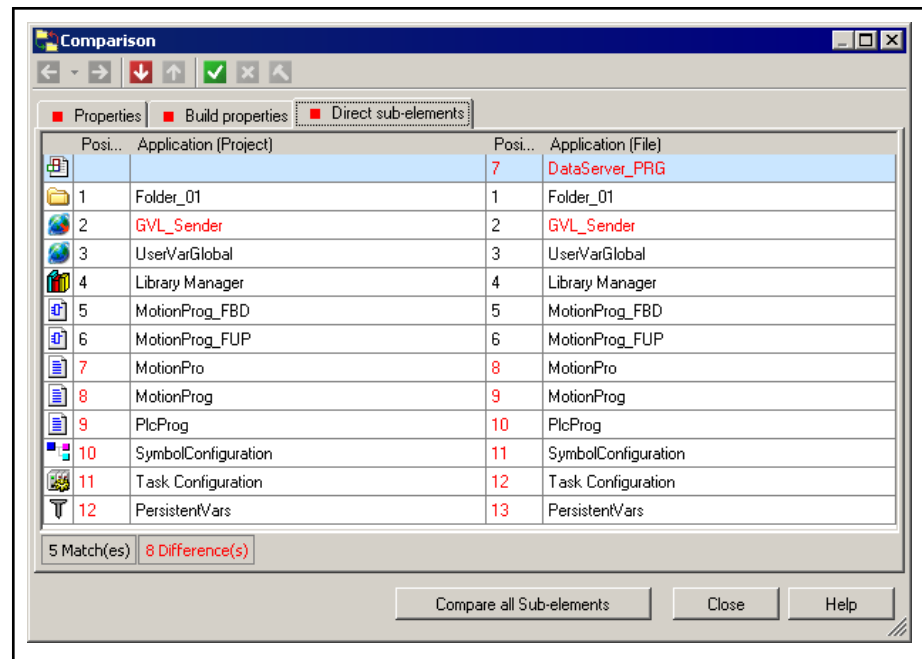 Comparison
Properties Build properties Direct sub-elements
Posi... Application (Project) Posi... Application (File)
7 DataServer_PRG
1 Folder_01 1 Folder_01
2 GVL_Sender 2 GVL_Sender
3 UserVarGlobal 3 UserVarGlobal
4 Library Manager 4 Library Manager
5 MotionProg_FBD 5 MotionProg_FBD
6 MotionProg_FUP 6 MotionProg_FUP
7 MotionPro 8 MotionPro
8 MotionProg 9 MotionProg
9 PlcProg 10 PlcProg
10 SymbolConfiguration 11 SymbolConfiguration
11 Task Configuration 12 Task Configuration
12 PersistentVars 13 PersistentVars
5 Match(es) 8 Difference(s)
Compare all Sub-elements Close Help